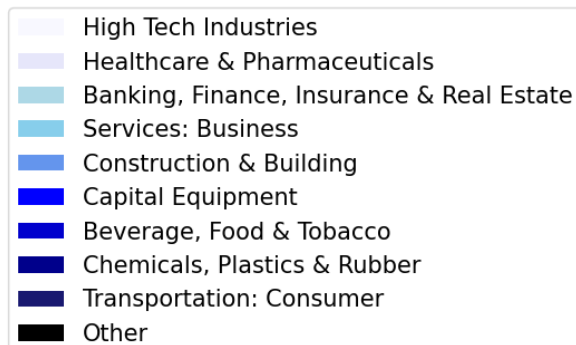 High Tech Industries
Healthcare & Pharmaceuticals
Banking, Finance, Insurance & Real Estate
Services: Business
Construction & Building
Capital Equipment
Beverage, Food & Tobacco
Chemicals, Plastics & Rubber
Transportation: Consumer
Other